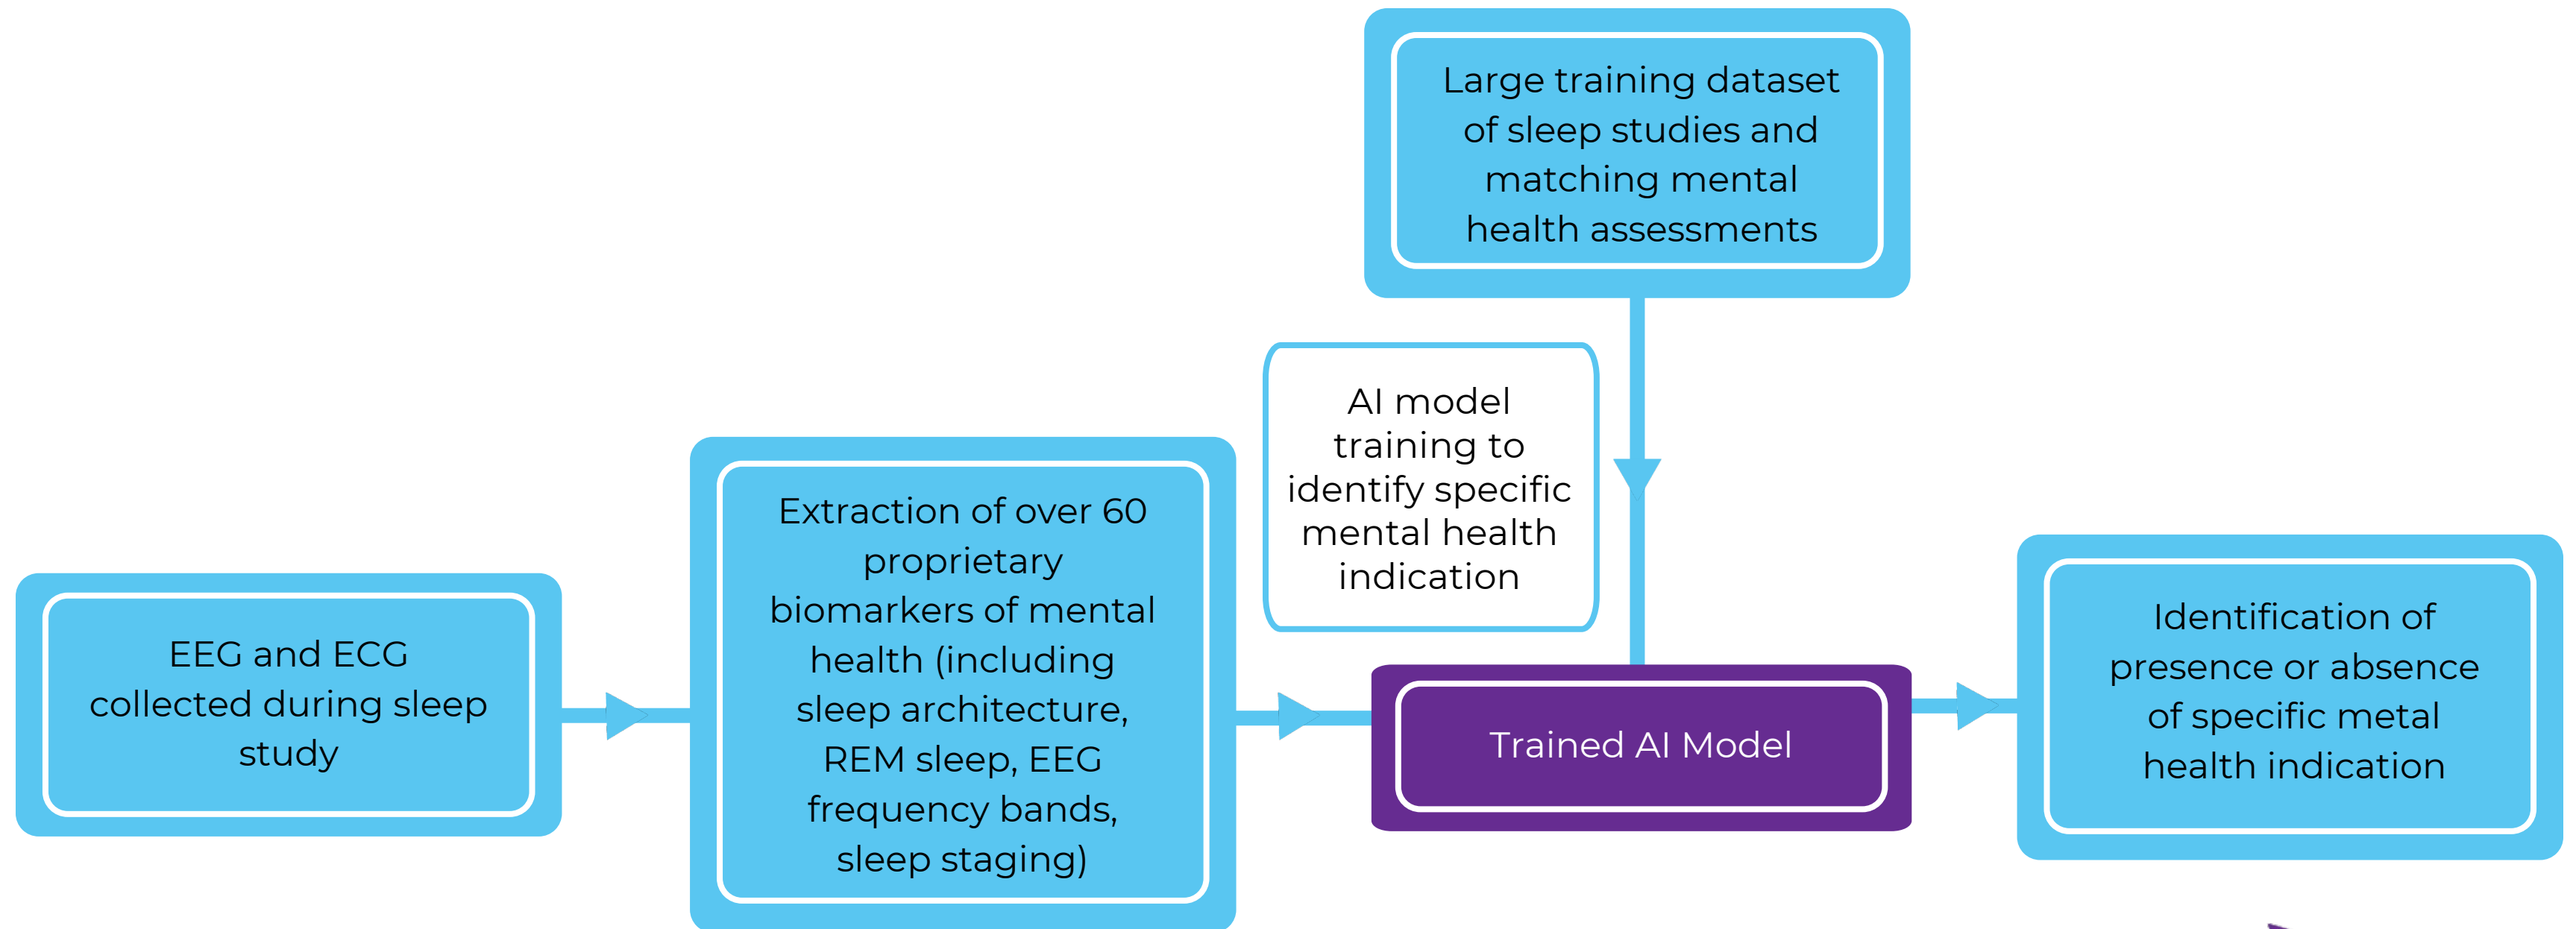 Large training dataset
of sleep studies and
matching mental
health assessments
AI model
training to
identify specific
mental health
indication
EEG and ECG
collected during sleep
study
Extraction of over 60
proprietary
biomarkers of mental
health (including
sleep architecture,
REM sleep, EEG
frequency bands,
sleep staging)
Trained AI Model
Identification of
presence or absence
of specific metal
health indication